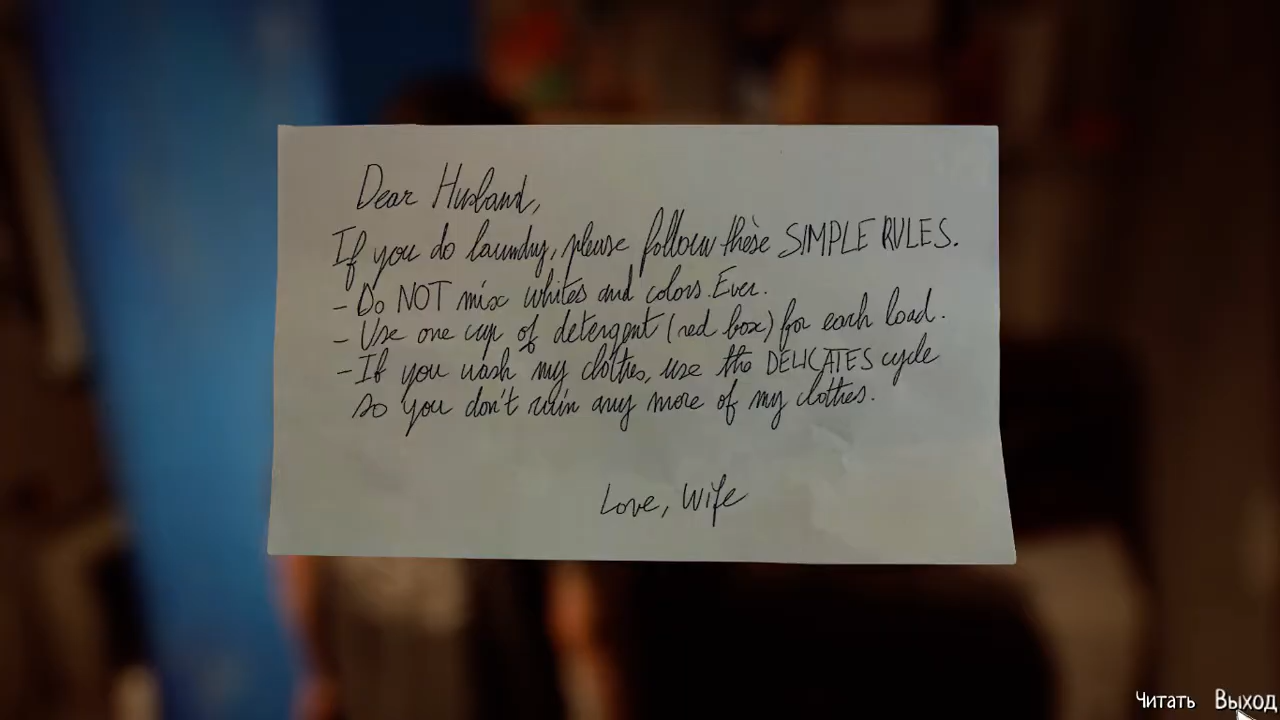 Dear Husband,
If you do laundry, please follow these SIMPLE RULES.
- Do NOT mix whites and colors. Ever.
- Use one cup of detergent (red box) for each load.
- If you wash my clothes, use the DELICATES cycle
so you don't ruin any more of my clothes.
Love, Wife
Читать Выход